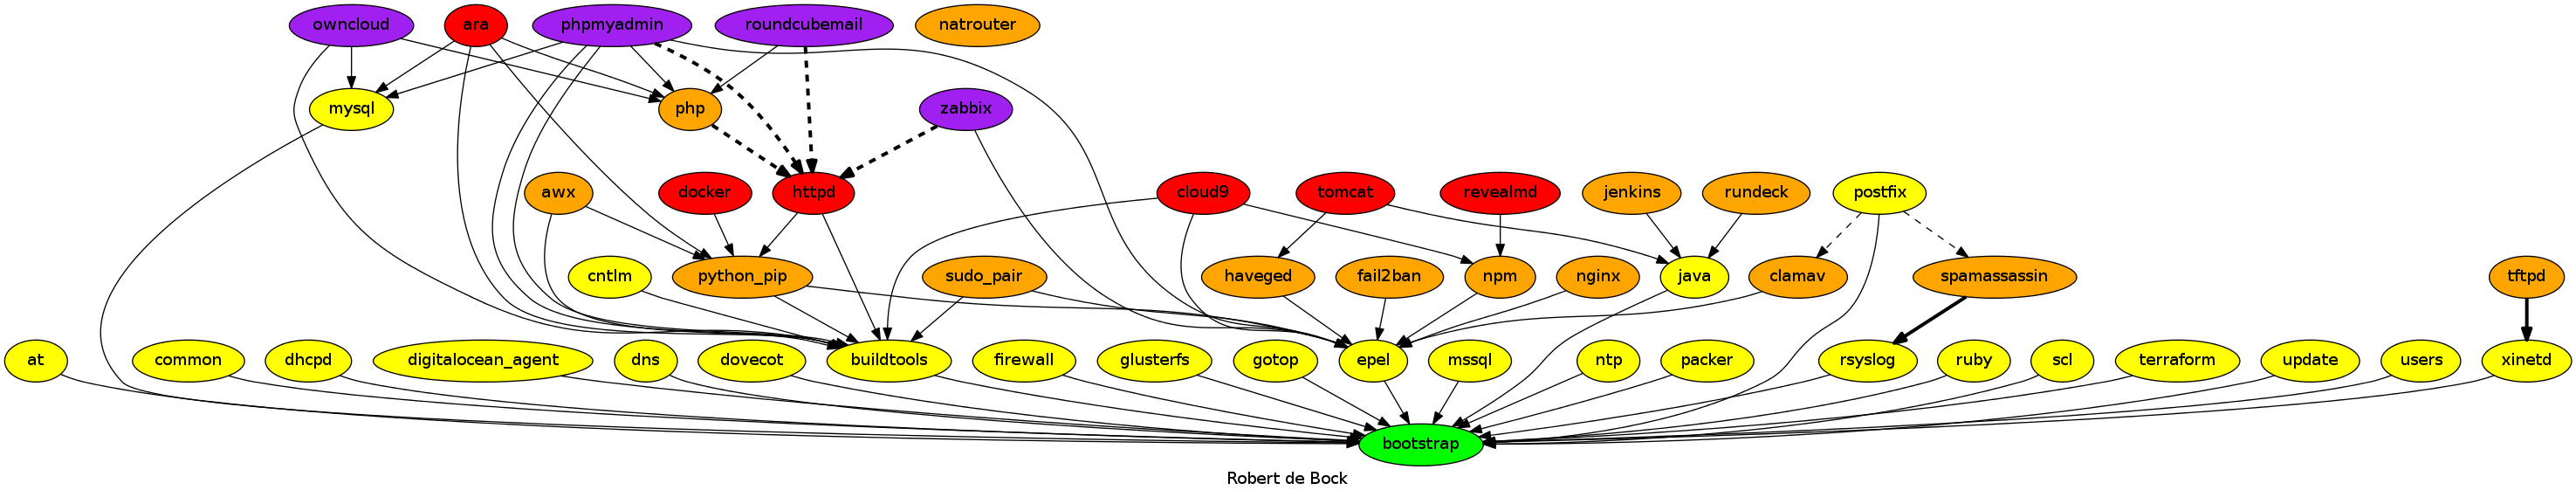 owncloud
ara
phpmyadmin
roundcubemail
natrouter
mysql
php
zabbix
awx
docker
httpd
cloud9
tomcat
revealmd
jenkins
rundeck
postfix
cntlm
python_pip
sudo_pair
haveged
fail2ban
npm
nginx
java
clamav
spamassassin
tftpd
at
common
dhcpd
digitalocean_agent
dns
dovecot
buildtools
firewall
glusterfs
gotop
epel
mssql
ntp
packer
rsyslog
ruby
scl
terraform
update
users
xinetd
bootstrap
Robert de Bock